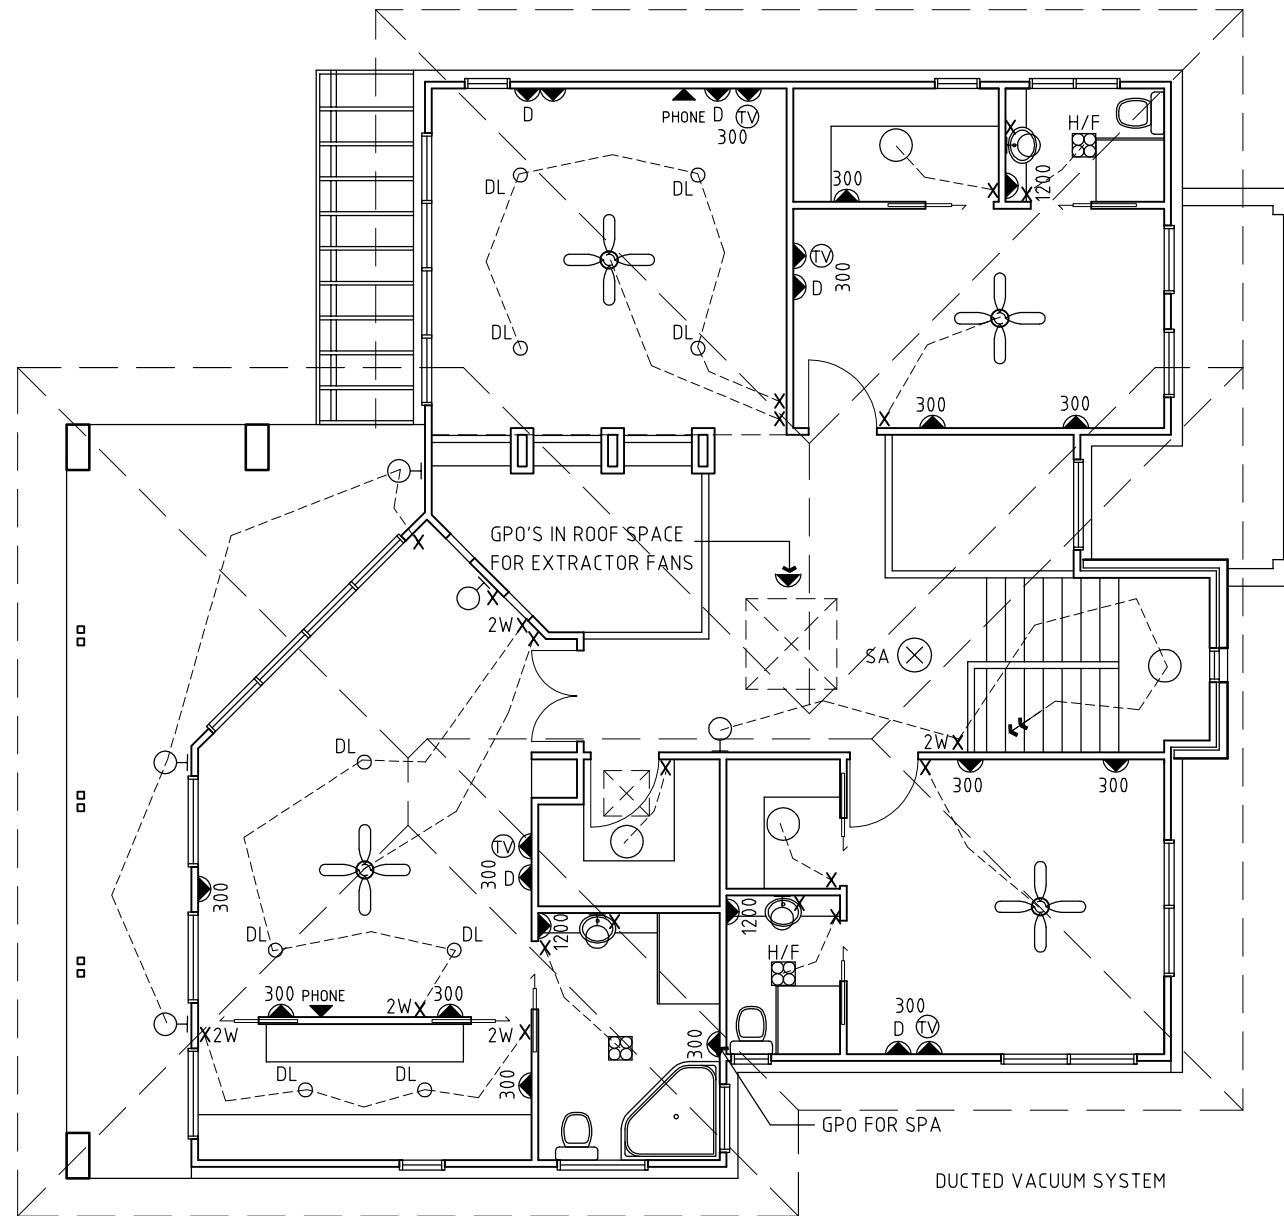 D
PHONE D TV
300
H/F
300
1200
DL
DL
TV
300
D
DL
DL
300
300
GPO'S IN ROOF SPACE
FOR EXTRACTOR FANS
2W
SA
2W
DL
300
300
TV
300
D
300
DL
DL
1200
1200
H/F
300 PHONE
2W
300
300
D TV
2W
2W
300
DL
DL
300
GPO FOR SPA
DUCTED VACUUM SYSTEM